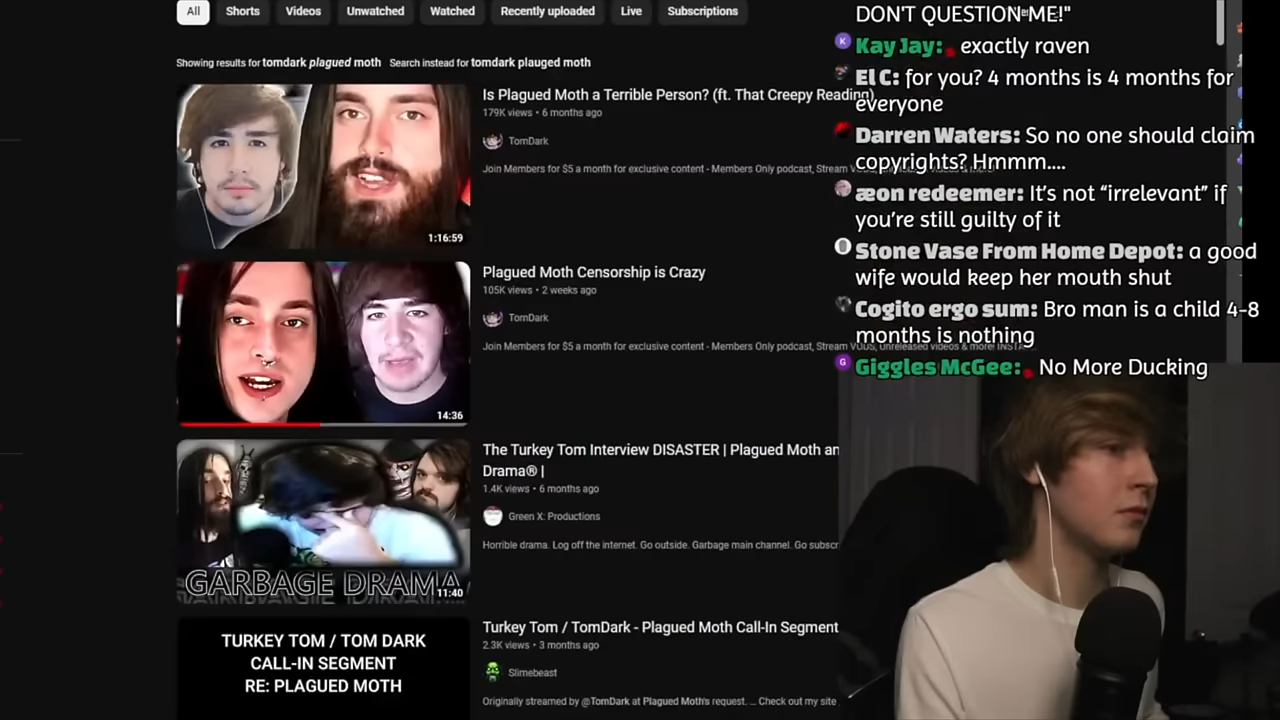 All
Shorts
Videos
Unwatched
Watched
Recently uploaded
Live
Subscriptions
Showing results for tomdark plagued moth Search instead for tomdark plauged moth
Is Plagued Moth a Terrible Person? (ft. That Creepy Reading)
179K views • 6 months ago
TomDark
Join Members for $5 a month for exclusive content - Members Only podcast, Stream
1:16:59
Plagued Moth Censorship is Crazy
105K views • 2 weeks ago
TomDark
Join Members for $5 a month for exclusive content - Members Only podcast, Stream VODS, unreleased videos & more! INSTA
14:36
The Turkey Tom Interview DISASTER | Plagued Moth an
Drama® |
1.4K views • 6 months ago
Green X: Productions
Horrible drama. Log off the internet. Go outside. Garbage main channel. Go subscr
GARBAGE DRAMA
11:40
TURKEY TOM / TOM DARK
CALL-IN SEGMENT
RE: PLAGUED MOTH
Turkey Tom / TomDark - Plagued Moth Call-In Segment
2.3K views • 3 months ago
Slimebeast
Originally streamed by @TomDark at Plagued Moth's request. ... Check out my site
DON'T QUESTION ME!"
K Kay Jay: exactly raven
El C: for you? 4 months is 4 months for
everyone
Darren Waters: So no one should claim
copyrights? Hmmm....
æon redeemer: It's not "irrelevant" if
you're still guilty of it
Stone Vase From Home Depot: a good
wife would keep her mouth shut
Cogito ergo sum: Bro man is a child 4-8
months is nothing
G Giggles McGee: No More Ducking